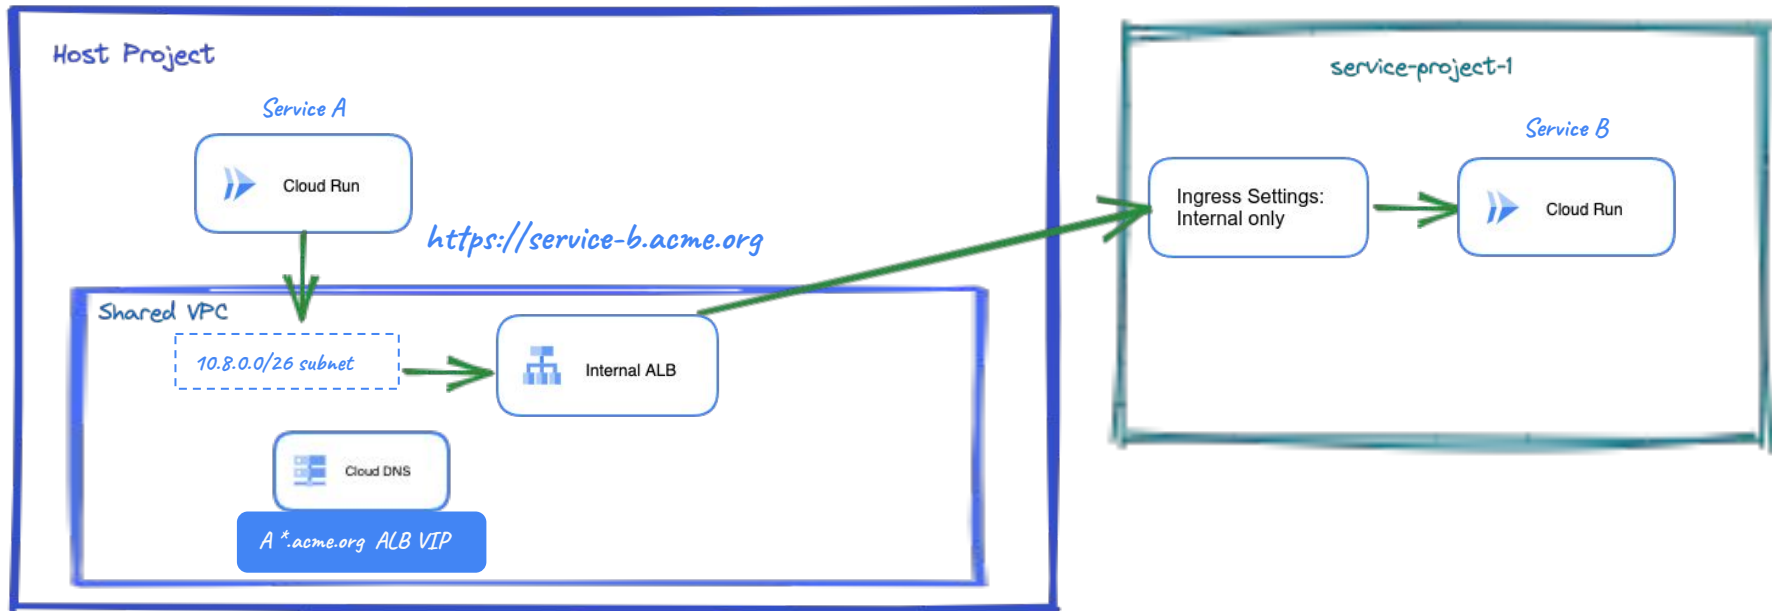 Host Project
Service A
Cloud Run
https://service-b.acme.org
Shared VPC
10.8.0.0/26 subnet
Internal ALB
Cloud DNS
A *.acme.org ALB VIP
service-project-1
Service B
Ingress Settings:
Internal only
Cloud Run